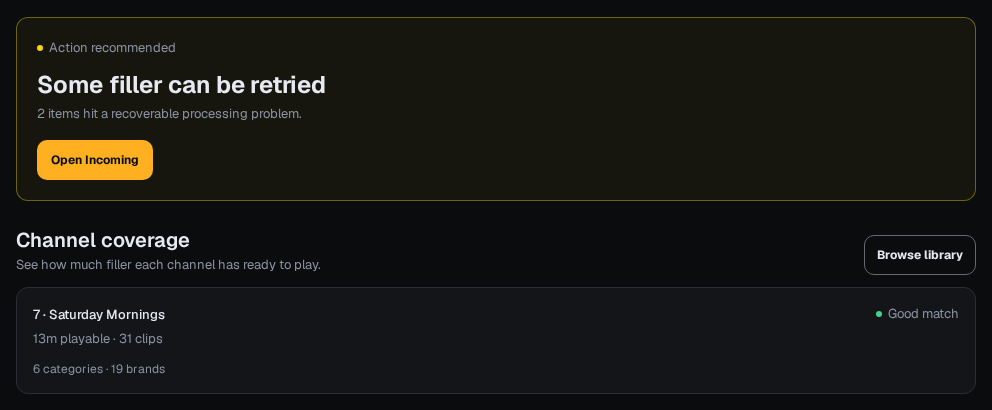 Action recommended
Some filler can be retried
2 items hit a recoverable processing problem.
Open Incoming
Channel coverage
See how much filler each channel has ready to play.
Browse library
7 · Saturday Mornings
Good match
13m playable · 31 clips
6 categories · 19 brands